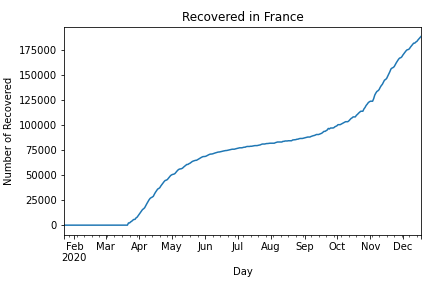 Recovered in France
Number of Recovered
175000
150000
125000
100000
75000
50000
25000
0
Feb Mar Apr May Jun Jul Aug Sep Oct Nov Dec
2020
Day